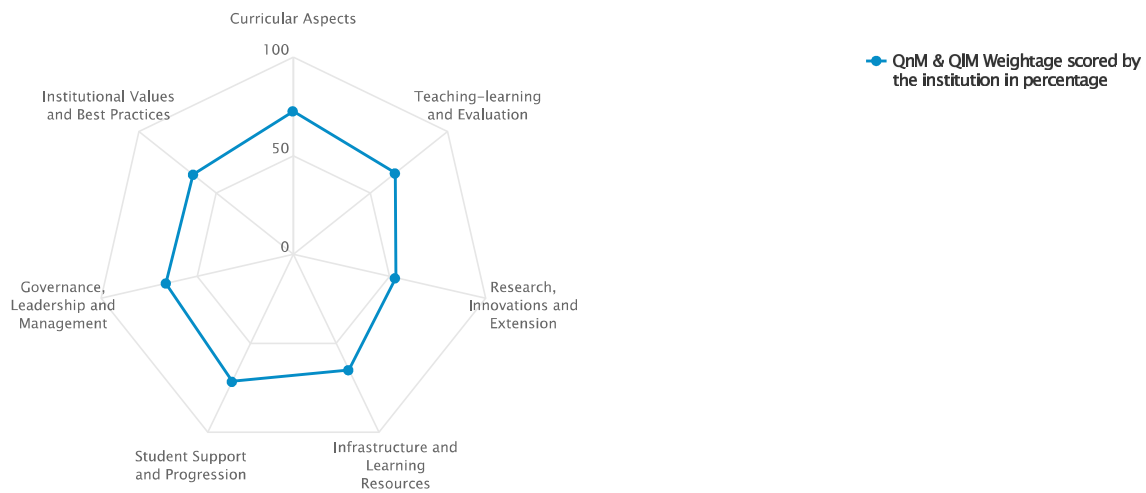 Curricular Aspects
100
50
0
Teaching-learning
and Evaluation
Research,
Innovations and
Extension
Infrastructure and
Learning
Resources
Student Support
and Progression
Governance,
Leadership and
Management
Institutional Values
and Best Practices
QnM & QlM Weightage scored by
the institution in percentage